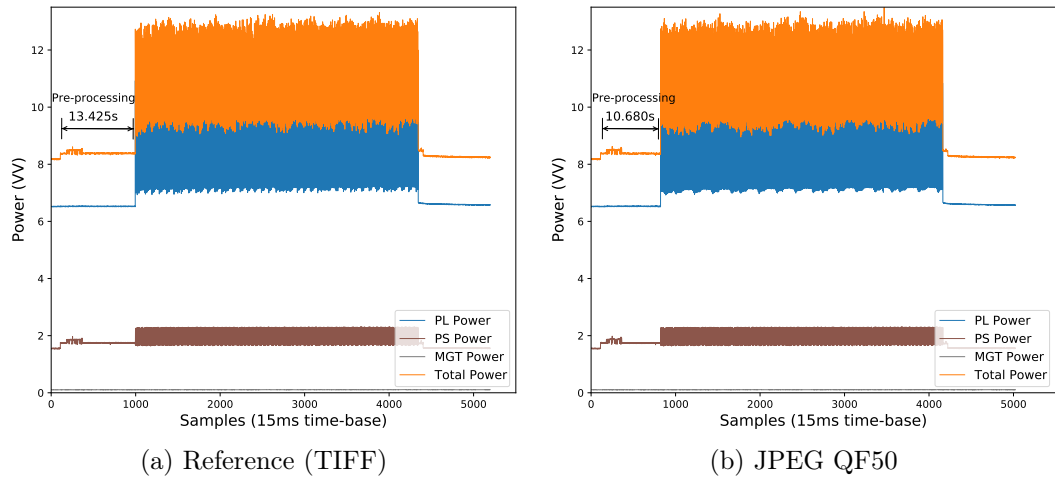 12
10
8
6
4
2
0
Power (VV)
Pre-processing
13.425s
PL Power
PS Power
MGT Power
Total Power
0 1000 2000 3000 4000 5000
Samples (15ms time-base)
(a) Reference (TIFF)
12
10
8
6
4
2
0
Power (VV)
Pre-processing
10.680s
PL Power
PS Power
MGT Power
Total Power
0 1000 2000 3000 4000 5000
Samples (15ms time-base)
(b) JPEG QF50